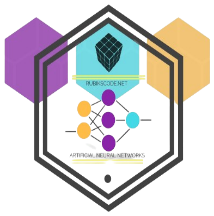 RUBIKSCODE.NET
ARTIFICIAL NEURAL NETWORKS